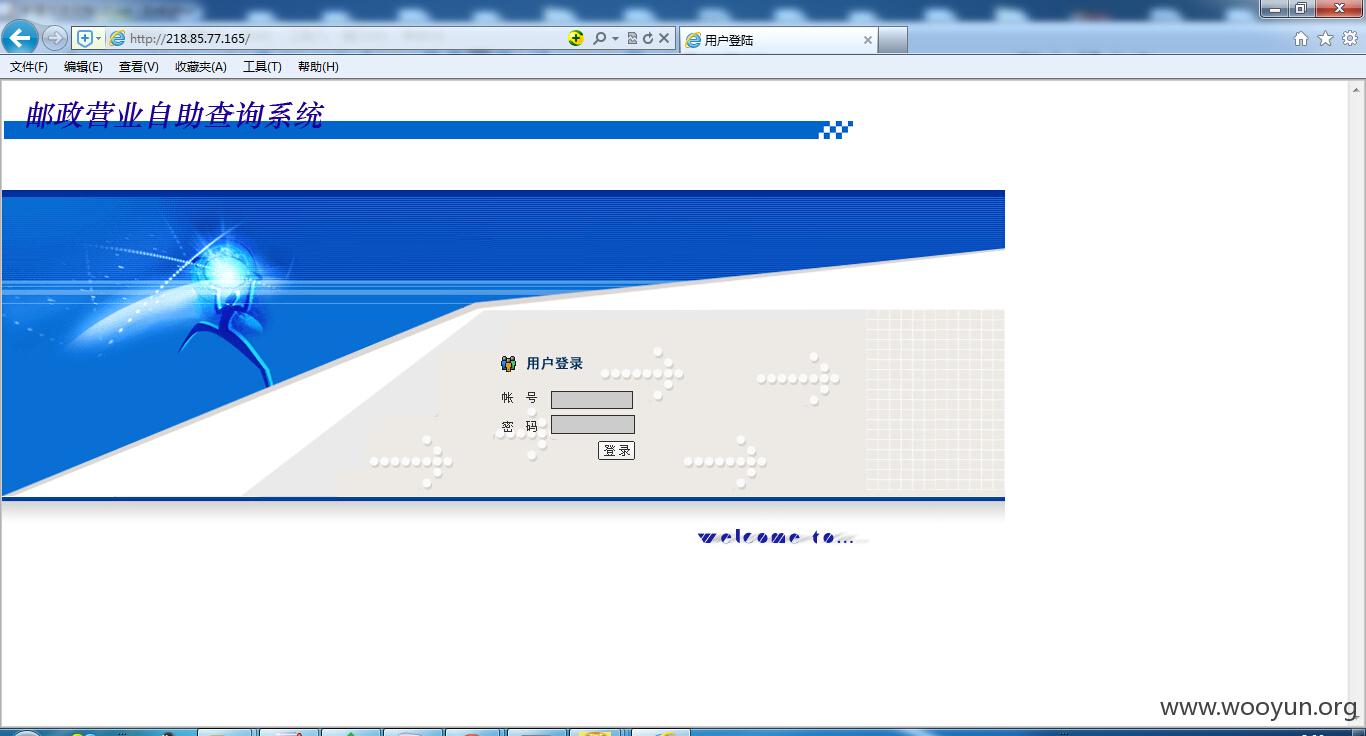 http://218.85.77.165/
用户登陆
文件(F) 编辑(E) 查看(V) 收藏夹(A) 工具(T) 帮助(H)
邮政营业自助查询系统
用户登录
帐 号
密 码
登 录
welcome to...
www.wooyun.org